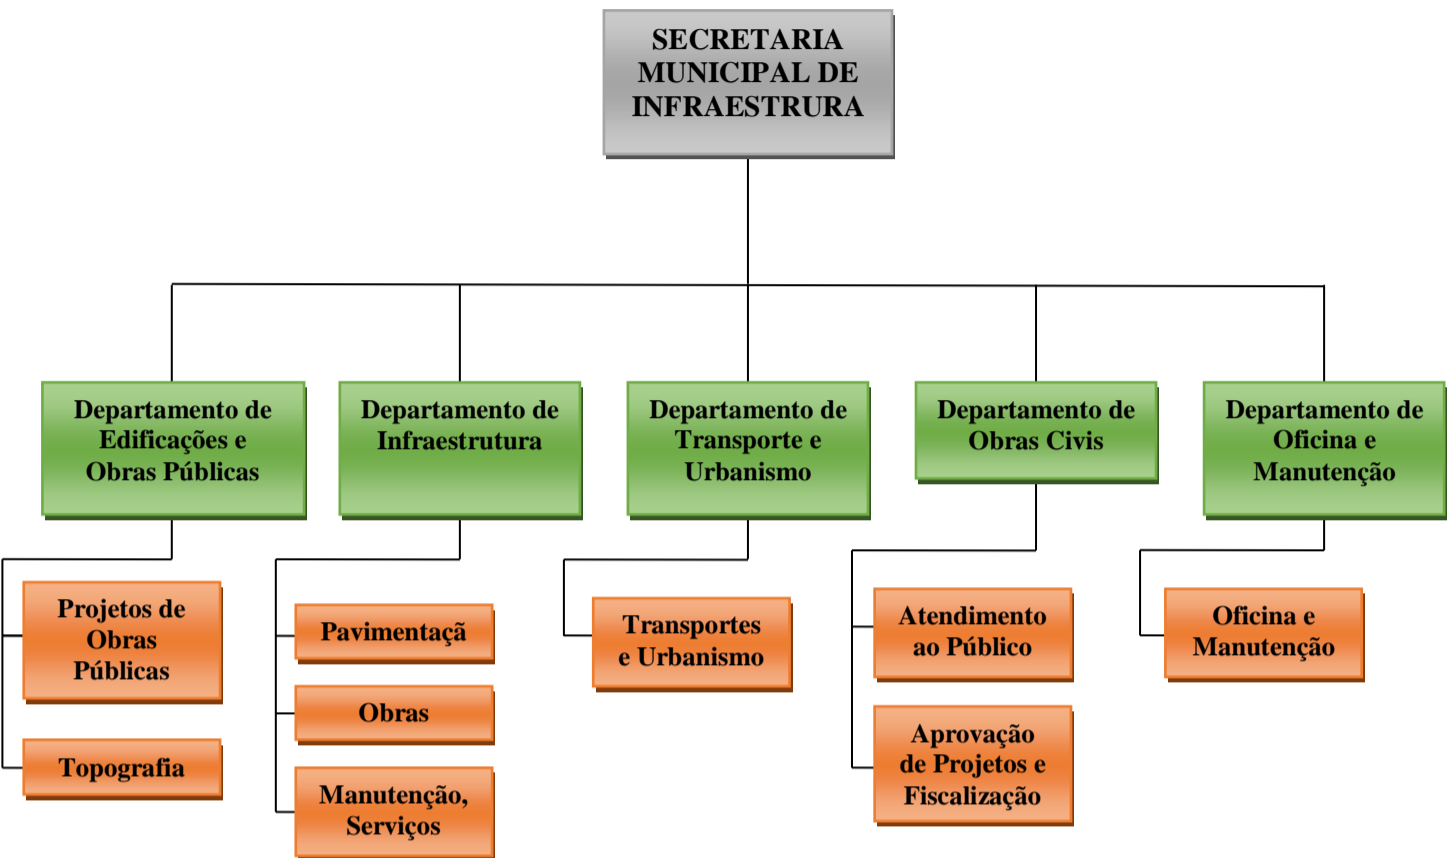 SECRETARIA
MUNICIPAL DE
INFRAESTRURA
Departamento de
Edificações e
Obras Públicas
Departamento de
Infraestrutura
Departamento de
Transporte e
Urbanismo
Departamento de
Obras Civis
Departamento de
Oficina e
Manutenção
Projetos de
Obras
Públicas
Topografia
Pavimentaçã
Obras
Manutenção,
Serviços
Transportes
e Urbanismo
Atendimento
ao Público
Aprovação
de Projetos e
Fiscalização
Oficina e
Manutenção